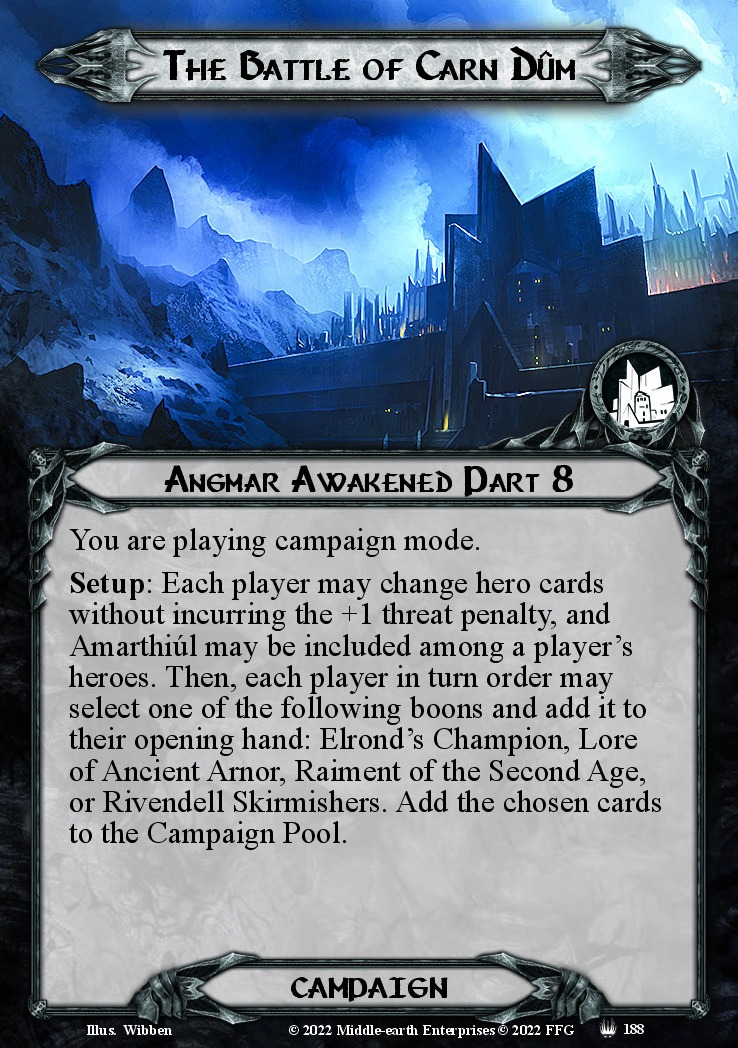 The Battle of Carn Dûm
Angmar Awakened Part 8
You are playing campaign mode.
Setup: Each player may change hero cards
without incurring the +1 threat penalty, and
Amarthiúl may be included among a player’s
heroes. Then, each player in turn order may
select one of the following boons and add it to
their opening hand: Elrond’s Champion, Lore
of Ancient Arnor, Raiment of the Second Age,
or Rivendell Skirmishers. Add the chosen cards
to the Campaign Pool.
CAMPAIGN
Illus. Wibben © 2022 Middle-earth Enterprises © 2022 FFG 188